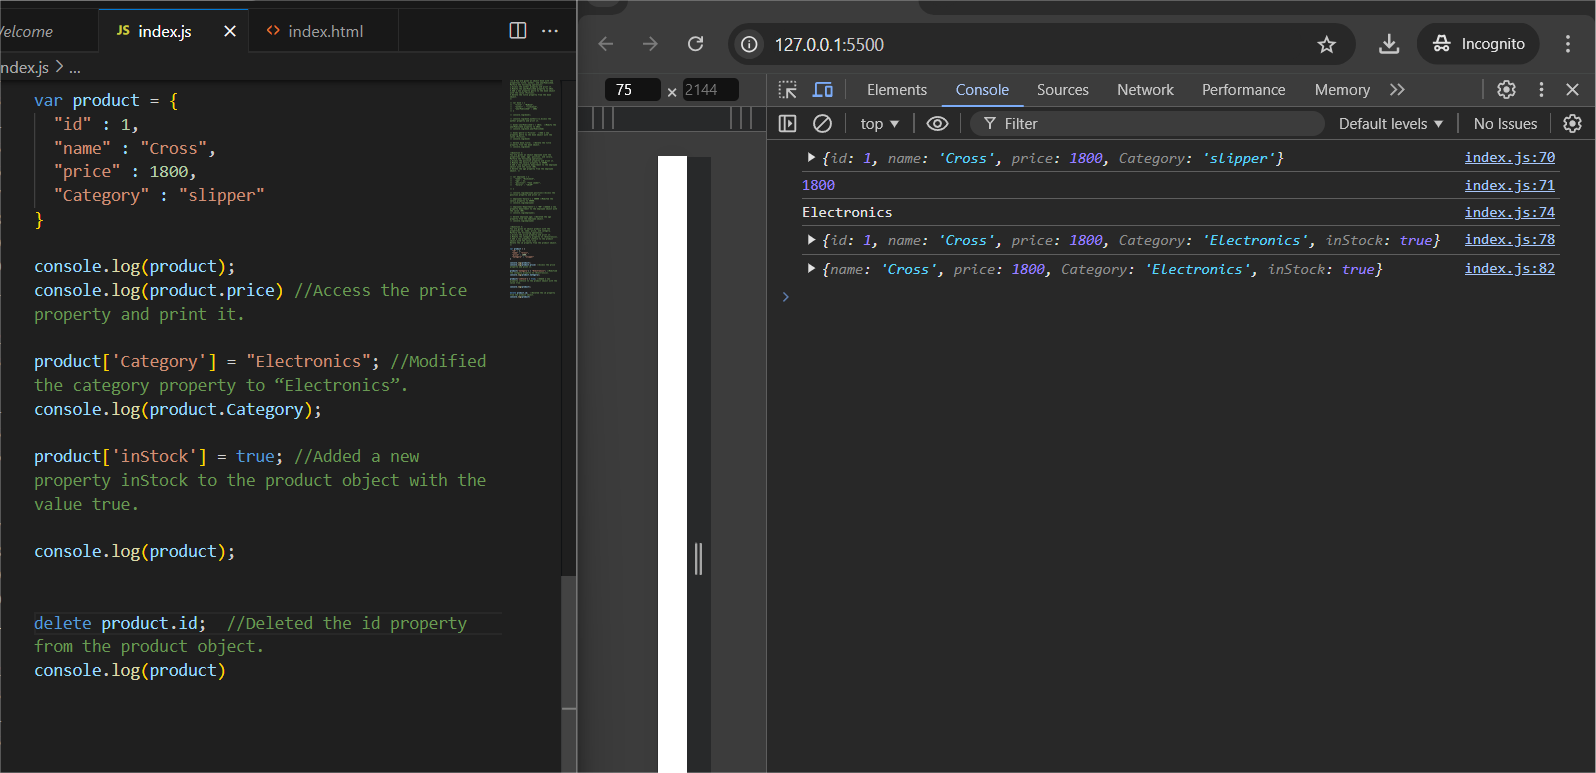 Welcome
JS index.js
<> index.html
ndex.js > ...
var product = {
"id" : 1,
"name" : "Cross",
"price" : 1800,
"Category" : "slipper"
}
console.log(product);
console.log(product.price) //Access the price
property and print it.
product['Category'] = "Electronics"; //Modified
the category property to “Electronics”.
console.log(product.Category);
product['inStock'] = true; //Added a new
property inStock to the product object with the
value true.
console.log(product);
delete product.id;  //Deleted the id property
from the product object.
console.log(product)
127.0.0.1:5500
Incognito
75 × 2144
Elements Console Sources Network Performance Memory
top
Filter
Default levels
No Issues
{id: 1, name: 'Cross', price: 1800, Category: 'slipper'} index.js:70
1800 index.js:71
Electronics index.js:74
{id: 1, name: 'Cross', price: 1800, Category: 'Electronics', inStock: true} index.js:78
{name: 'Cross', price: 1800, Category: 'Electronics', inStock: true} index.js:82